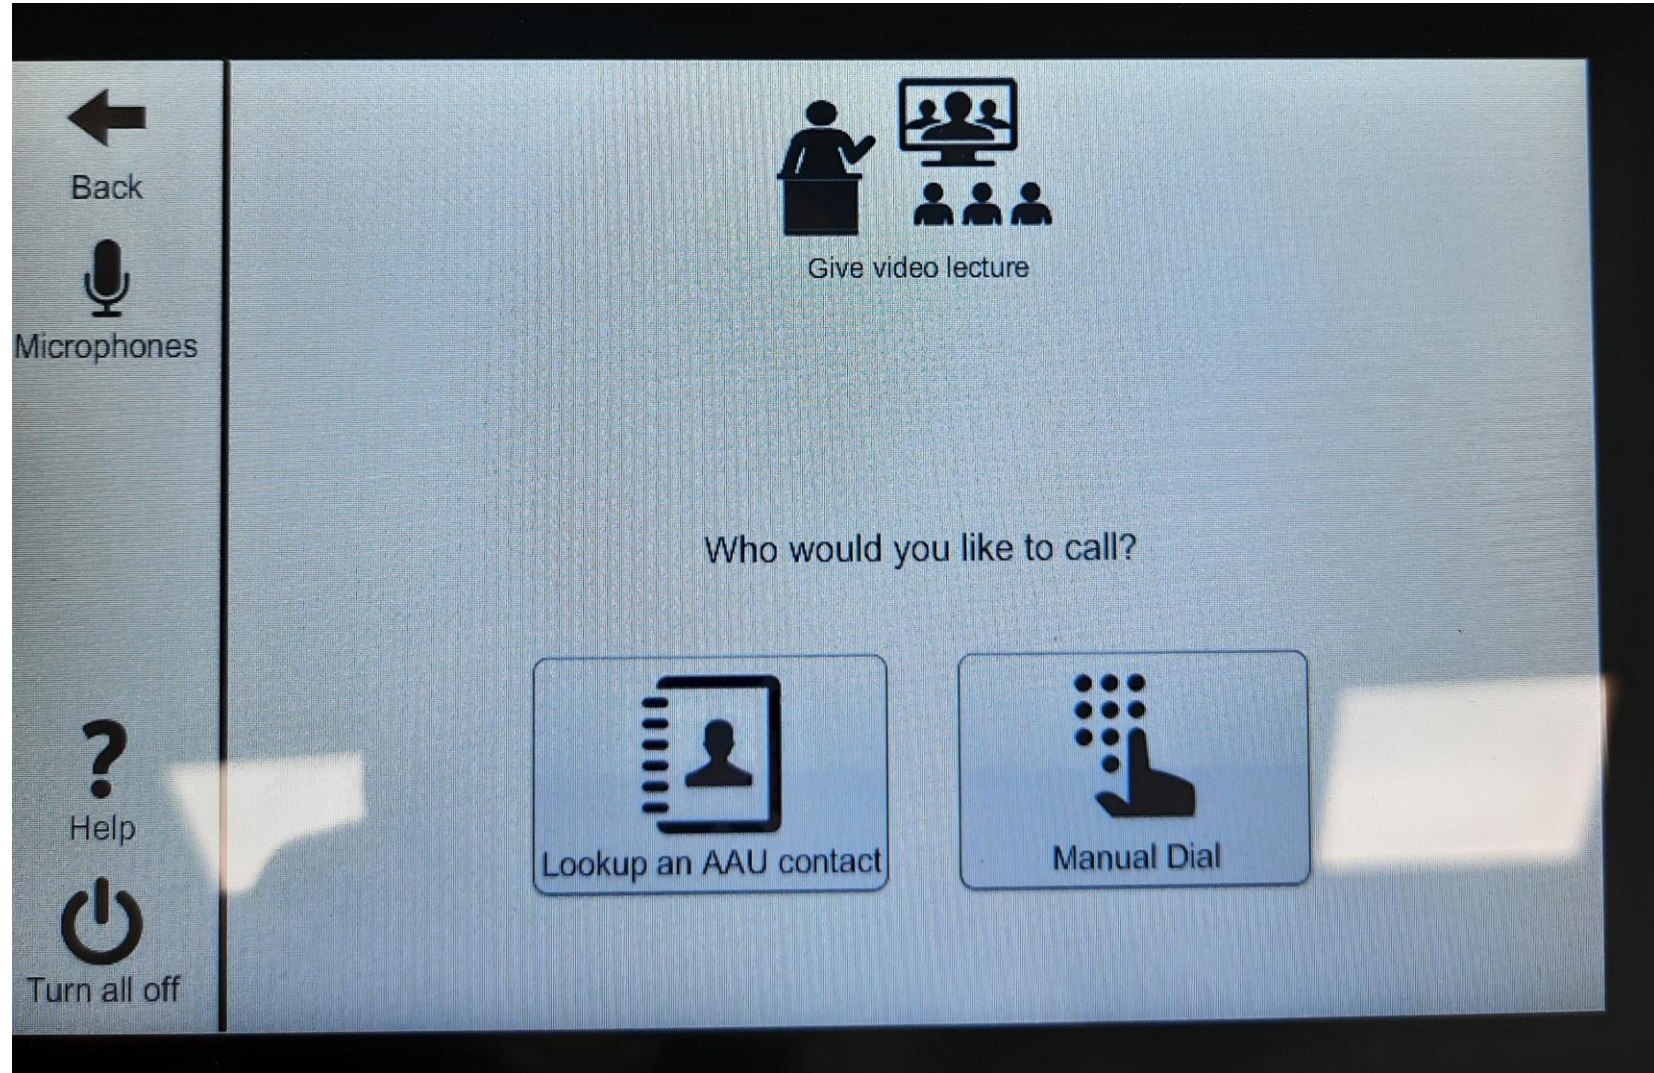 Back
Microphones
Help
Turn all off
Give video lecture
Who would you like to call?
Lookup an AAU contact
Manual Dial